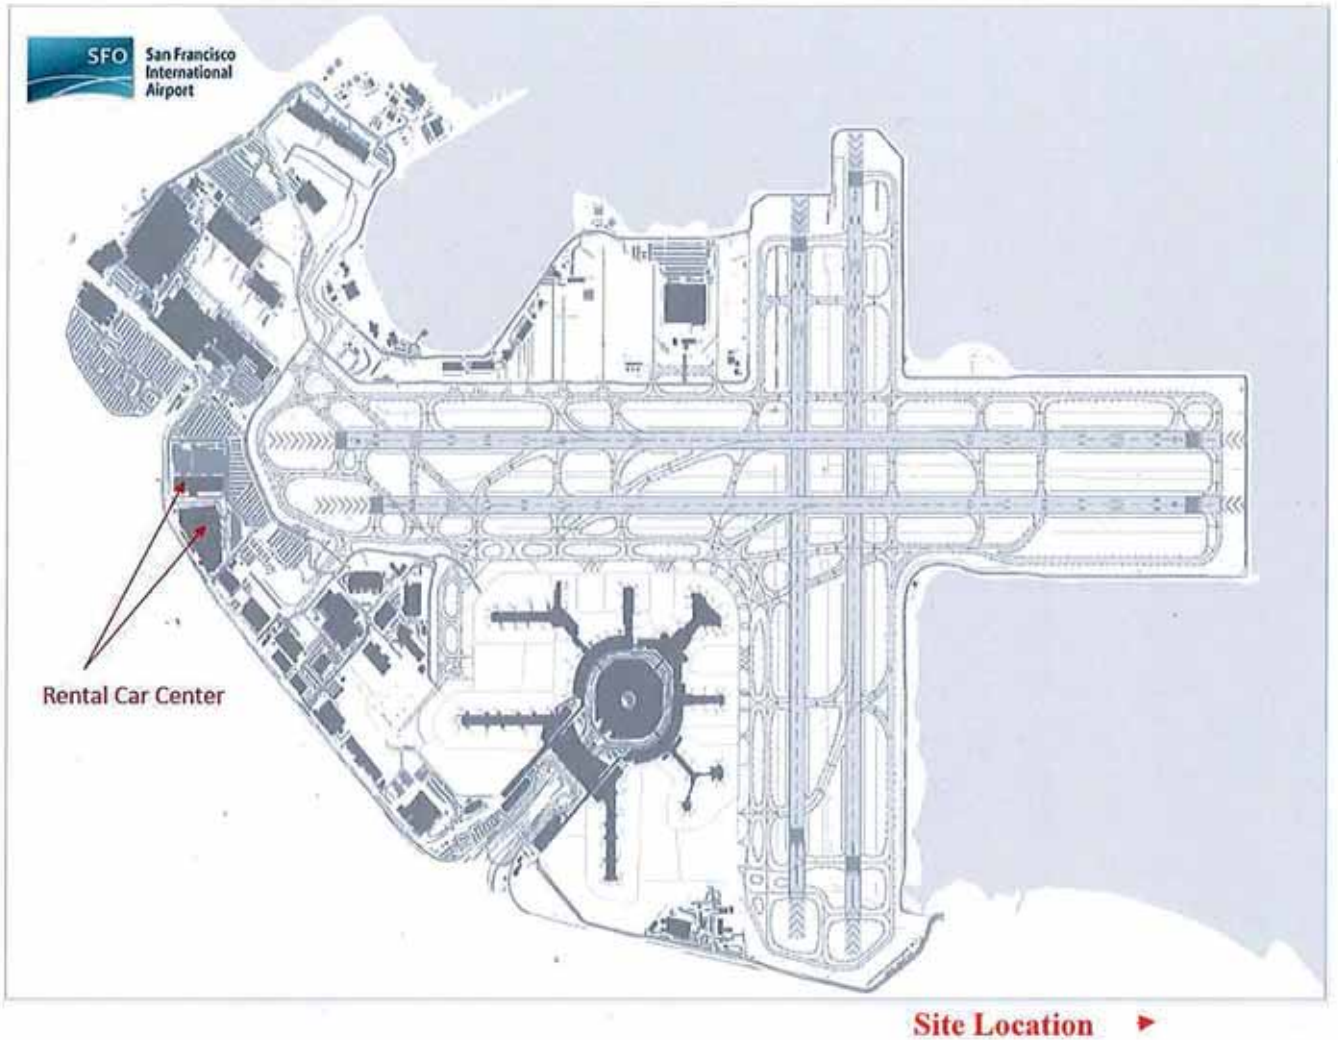 SFO
San Francisco
International
Airport
Rental Car Center
Site Location